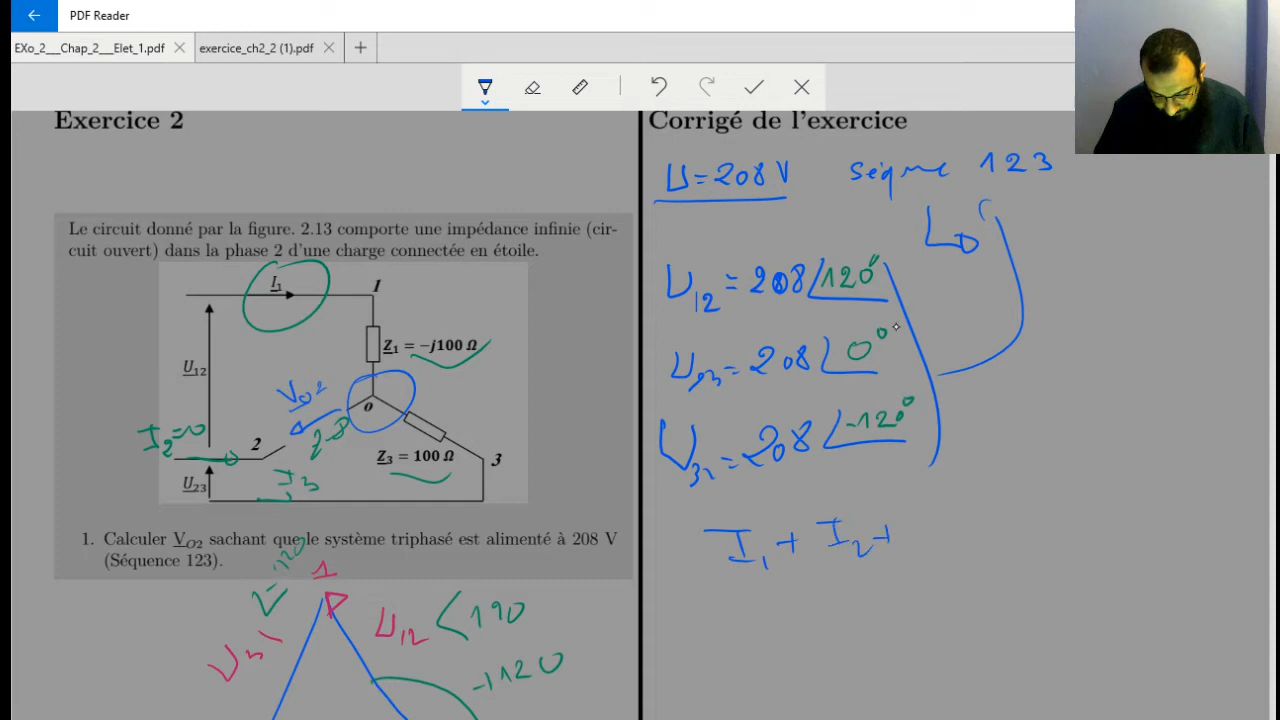 PDF Reader
EXo_2___Chap_2___Elet_1.pdf
exercice_ch2_2 (1).pdf
Exercice 2
Le circuit donné par la figure. 2.13 comporte une impédance infinie (cir-
cuit ouvert) dans la phase 2 d'une charge connectée en étoile.
I1
1
Z1 = -j100 Ω
U12
VO2
o
I2=0
2
Z3 = 100 Ω
3
I3
U23
1. Calculer VO2 sachant que le système triphasé est alimenté à 208 V
(Séquence 123).
1
U12
-120
Corrigé de l'exercice
U=208 V
123
U12 = 208 120°
U23 = 208 0°
U31 = 208 -120°
I1 + I2 +